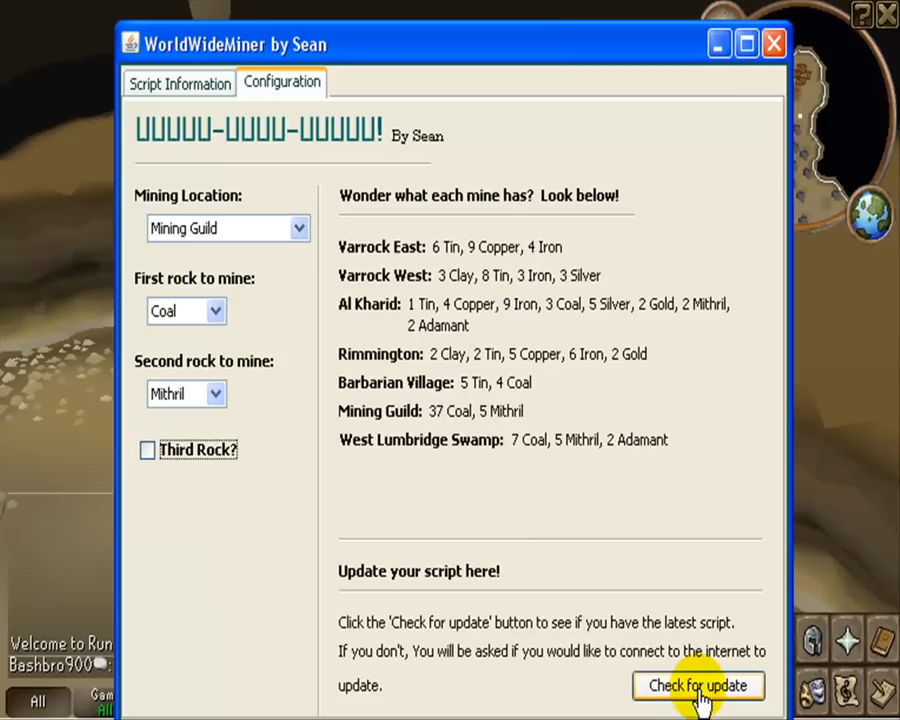 WorldWideMiner by Sean
Script Information
Configuration
By Sean
Mining Location:
Mining Guild
First rock to mine:
Coal
Second rock to mine:
Mithril
Third Rock?
Wonder what each mine has? Look below!
Varrock East: 6 Tin, 9 Copper, 4 Iron
Varrock West: 3 Clay, 8 Tin, 3 Iron, 3 Silver
Al Kharid: 1 Tin, 4 Copper, 9 Iron, 3 Coal, 5 Silver, 2 Gold, 2 Mithril,
2 Adamant
Rimmington: 2 Clay, 2 Tin, 5 Copper, 6 Iron, 2 Gold
Barbarian Village: 5 Tin, 4 Coal
Mining Guild: 37 Coal, 5 Mithril
West Lumbridge Swamp: 7 Coal, 5 Mithril, 2 Adamant
Update your script here!
Click the 'Check for update' button to see if you have the latest script.
If you don't, You will be asked if you would like to connect to the internet to
update.
Check for update
Welcome to Run
Bashbro900
All
Gam
All